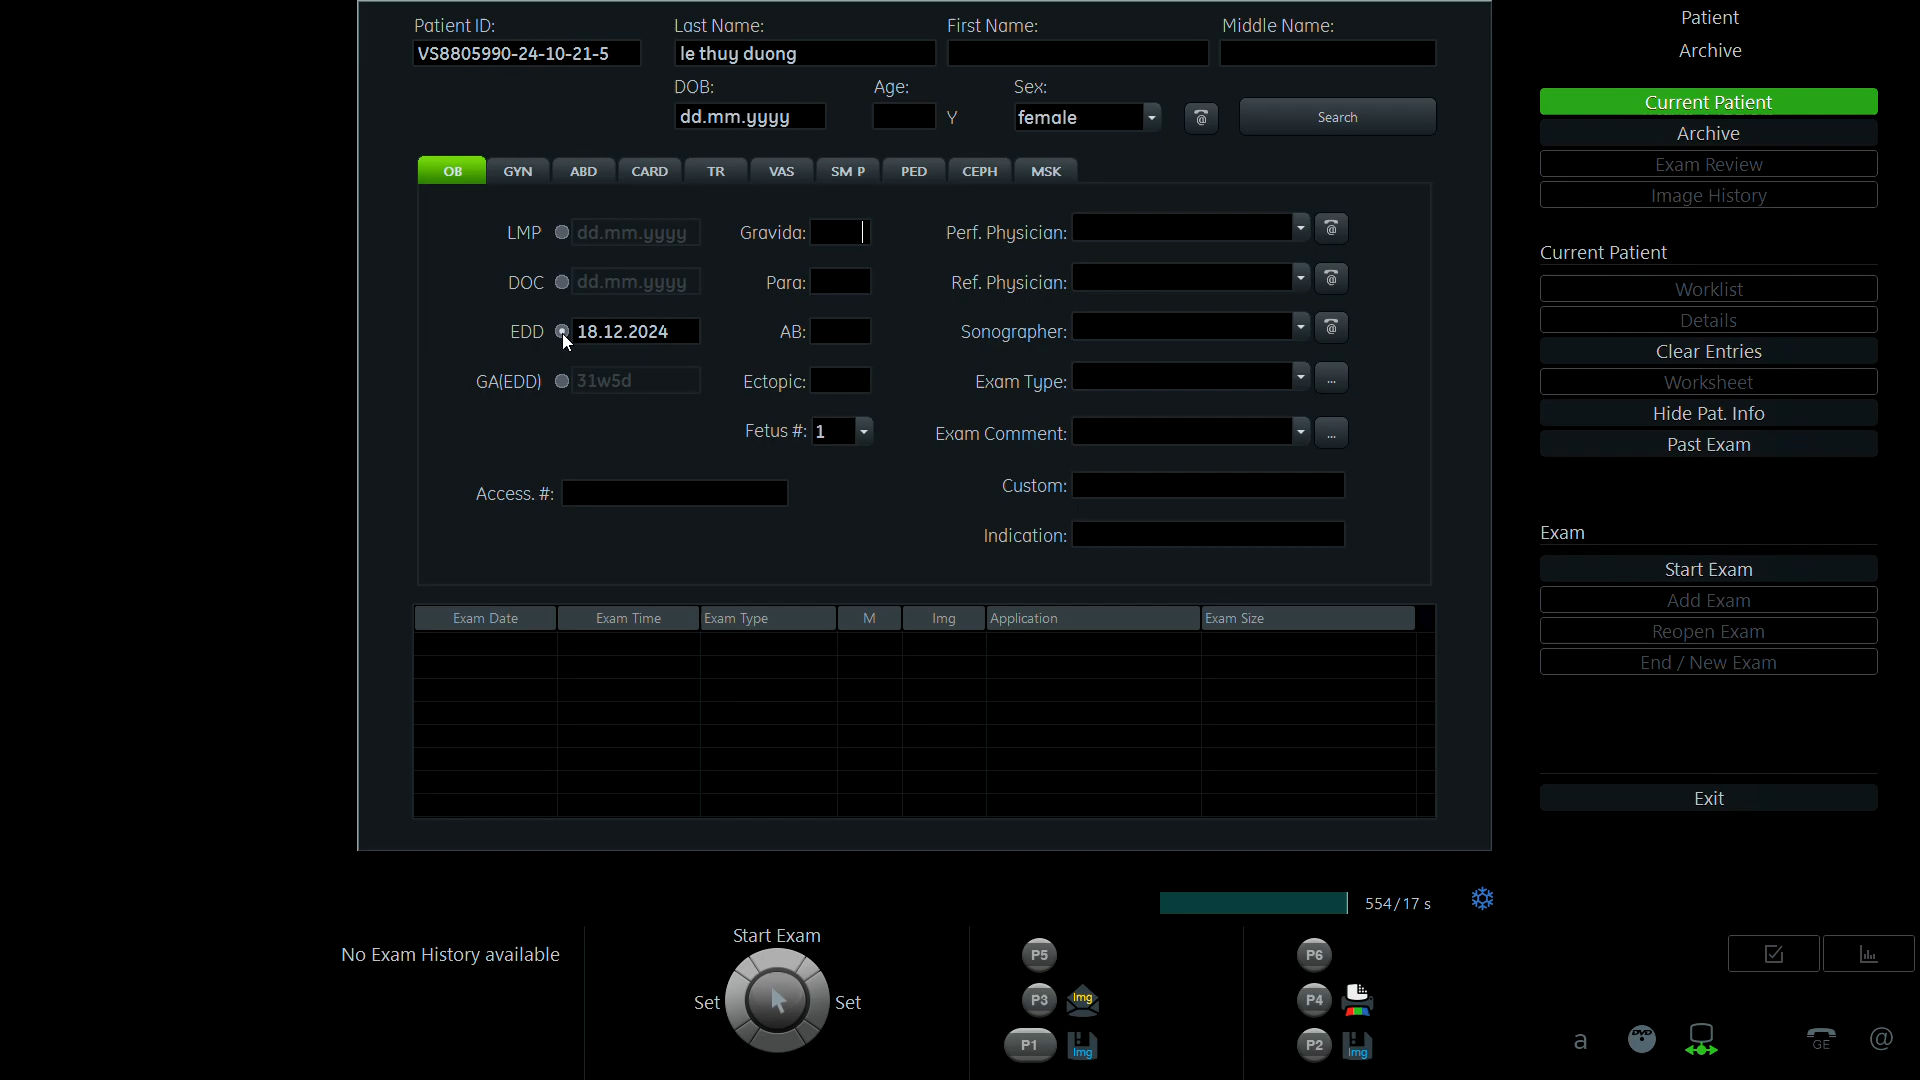 Patient ID: Last Name: First Name: Middle Name:
VS8805990-24-10-21-5 le thuy duong
DOB: Age: Sex:
dd.mm.yyyy Y female Search
OB GYN ABD CARD TR VAS SM P PED CEPH MSK
LMP dd.mm.yyyy Gravida: Perf. Physician:
DOC dd.mm.yyyy Para: Ref. Physician:
EDD 18.12.2024 AB: Sonographer:
GA(EDD) 31w5d Ectopic: Exam Type: ...
Fetus #: 1 Exam Comment: ...
Access. #: Custom:
Indication:
Exam Date Exam Time Exam Type M Img Application Exam Size
554/17 s
No Exam History available
Start Exam
Set Set
P5 P6
P3 Img P4
P1 Img P2 Img
Patient
Archive
Current Patient
Archive
Exam Review
Image History
Current Patient
Worklist
Details
Clear Entries
Worksheet
Hide Pat. Info
Past Exam
Exam
Start Exam
Add Exam
Reopen Exam
End / New Exam
Exit
a DVD GE @